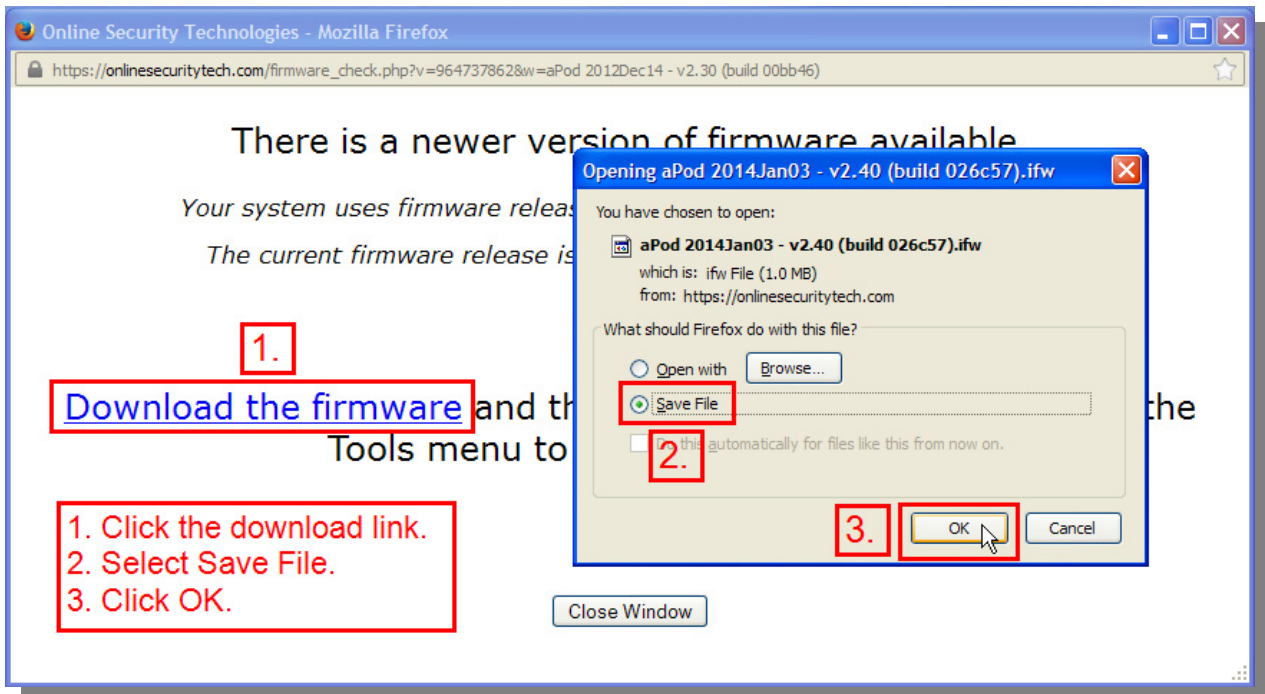 Online Security Technologies - Mozilla Firefox
https://onlinesecuritytech.com/firmware_check.php?v=964737862&w=aPod 2012Dec14 - v2.30 (build 00bb46)
There is a newer version of firmware available
Your system uses firmware releas
The current firmware release is
1.
Download the firmware and th the
Tools menu to
1. Click the download link.
2. Select Save File.
3. Click OK.
Close Window
Opening aPod 2014Jan03 - v2.40 (build 026c57).ifw
You have chosen to open:
aPod 2014Jan03 - v2.40 (build 026c57).ifw
which is: ifw File (1.0 MB)
from: https://onlinesecuritytech.com
What should Firefox do with this file?
Open with Browse...
Save File
Do this automatically for files like this from now on.
2.
3.
OK Cancel